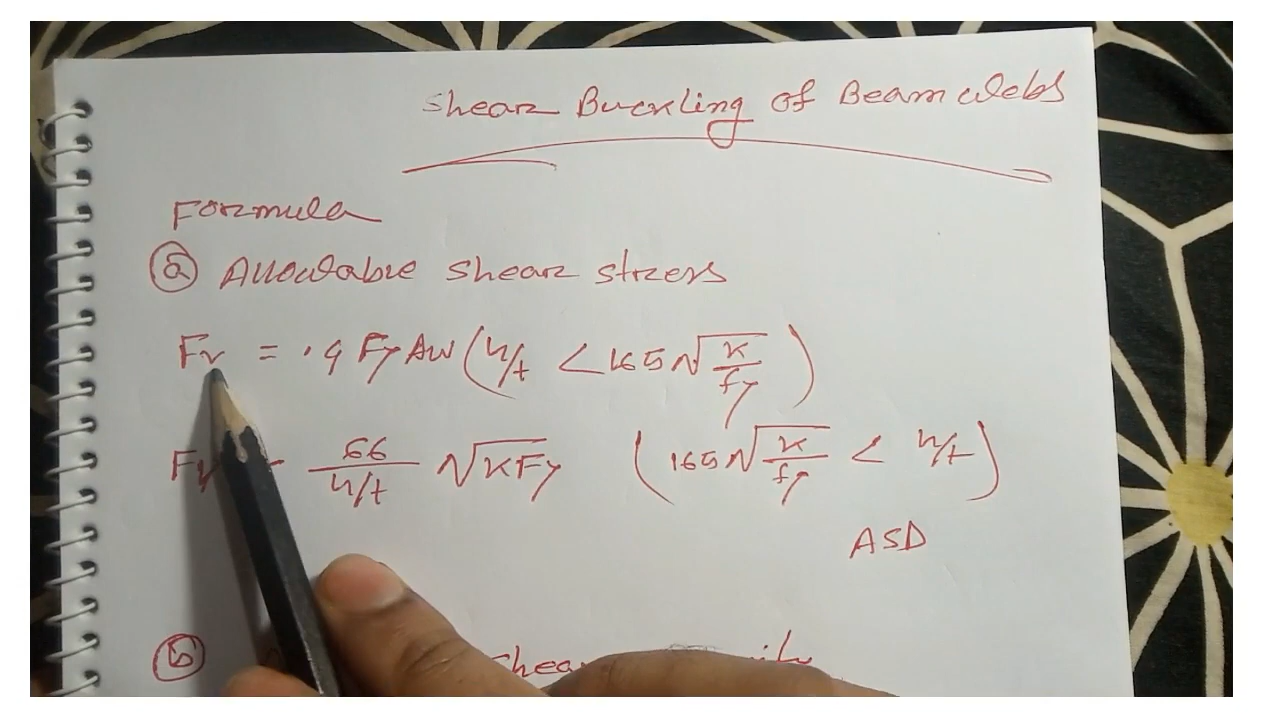 Shear Buckling of Beam Webs
Formula
(a) Allowable shear stress
Fv = .4 Fy Aw (h/t < 165 √(K/fy))
Fv = 66/(h/t) √KFy (165 √(K/fy) < h/t)
ASD
(b) Shear